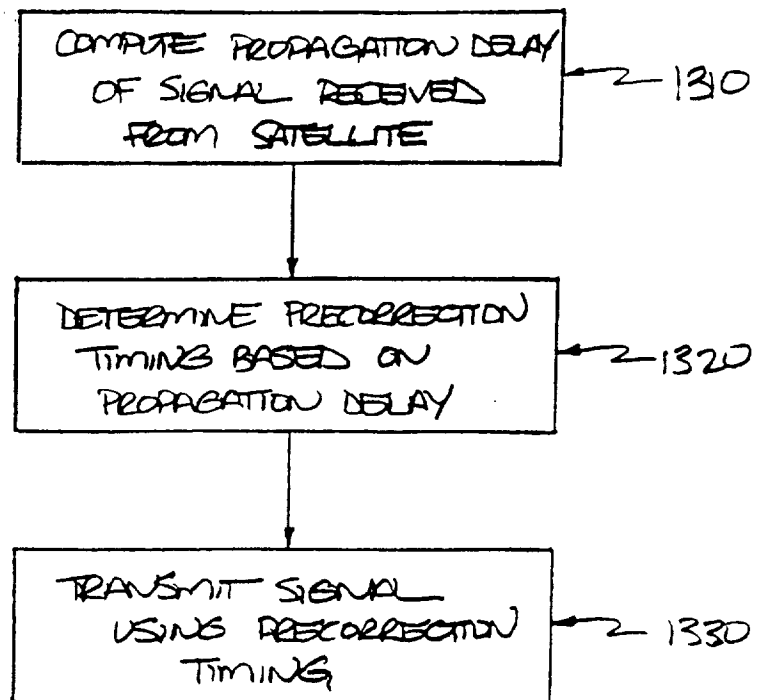 COMPUTE PROPAGATION DELAY
OF SIGNAL RECEIVED
FROM SATELLITE
1310
DETERMINE PRECORRECTION
TIMING BASED ON
PROPAGATION DELAY
1320
TRANSMIT SIGNAL
USING PRECORRECTION
TIMING
1330